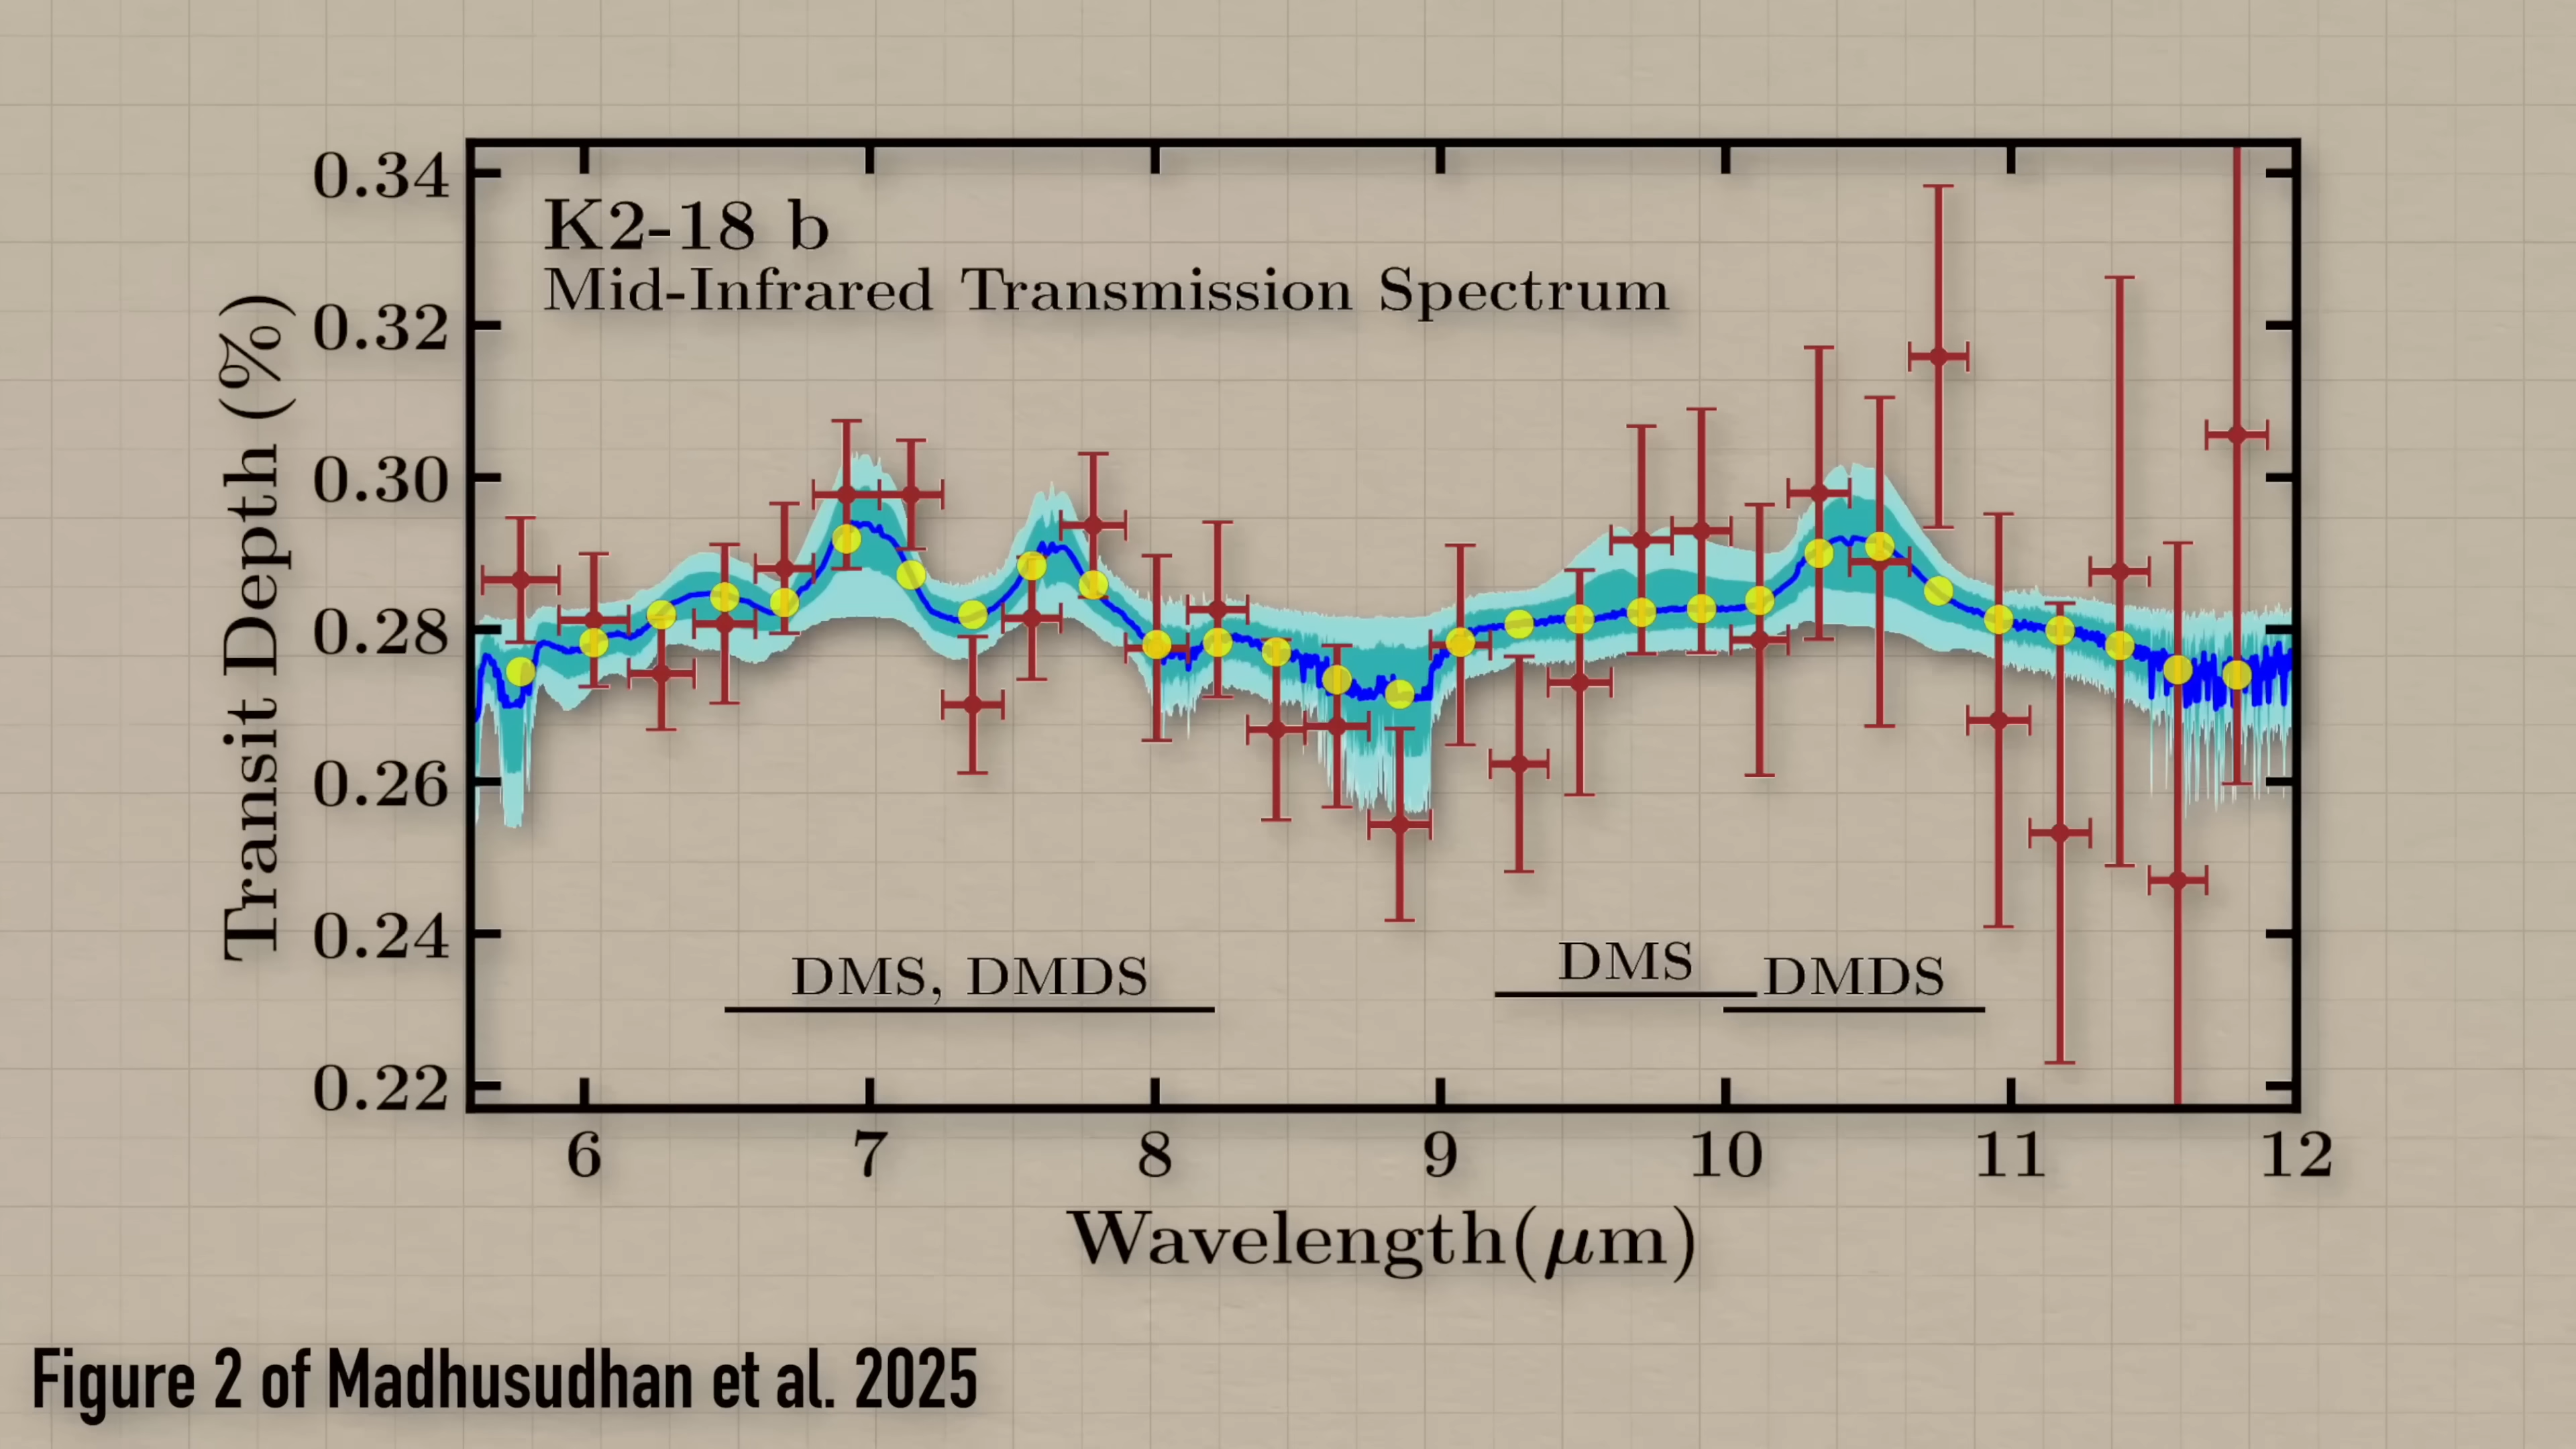 K2-18 b
Mid-Infrared Transmission Spectrum
Transit Depth (%)
0.34
0.32
0.30
0.28
0.26
0.24
0.22
DMS, DMDS
DMS
DMDS
6 7 8 9 10 11 12
Wavelength(μm)
Figure 2 of Madhusudhan et al. 2025